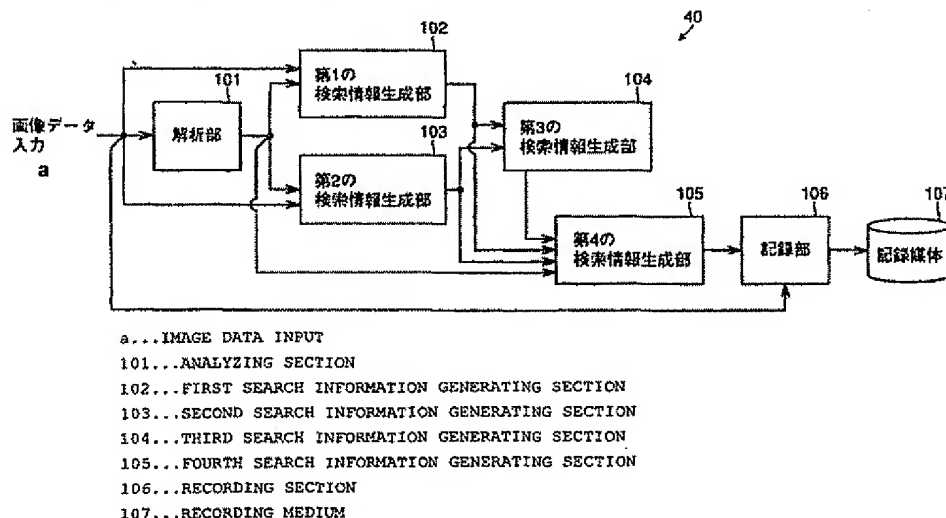 40
102
第1の
検索情報生成部
101
解析部
画像データ
入力
a
103
第2の
検索情報生成部
104
第3の
検索情報生成部
105
第4の
検索情報生成部
106
記録部
107
記録媒体
a...IMAGE DATA INPUT
101...ANALYZING SECTION
102...FIRST SEARCH INFORMATION GENERATING SECTION
103...SECOND SEARCH INFORMATION GENERATING SECTION
104...THIRD SEARCH INFORMATION GENERATING SECTION
105...FOURTH SEARCH INFORMATION GENERATING SECTION
106...RECORDING SECTION
107...RECORDING MEDIUM